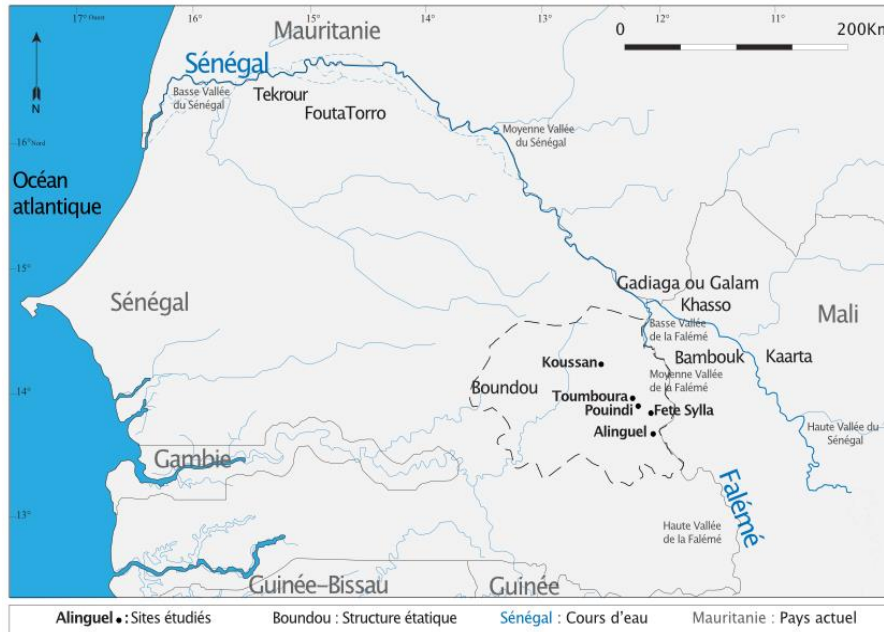 17° Ouest 16° 15° 14° 13° 12° 11°
Mauritanie
0 200Km
Sénégal
N
Basse Vallée
du Sénégal
Tekrour
FoutaTorro
Moyenne Vallée
du Sénégal
16° Nord
Océan
atlantique
15°
Gadiaga ou Galam
Khasso
Sénégal
Mali
Basse Vallée
de la Falémé
Koussan
Bambouk
Kaarta
Moyenne Vallée
de la Falémé
Boundou
14°
Toumboura
Pouindi
Fete Sylla
Alinguel
Haute Vallée du
Sénégal
Gambie
Falémé
13°
Haute Vallée
de la Falémé
Guinée-Bissau
Guinée
Alinguel • : Sites étudiés Boundou : Structure étatique Sénégal : Cours d'eau Mauritanie : Pays actuel